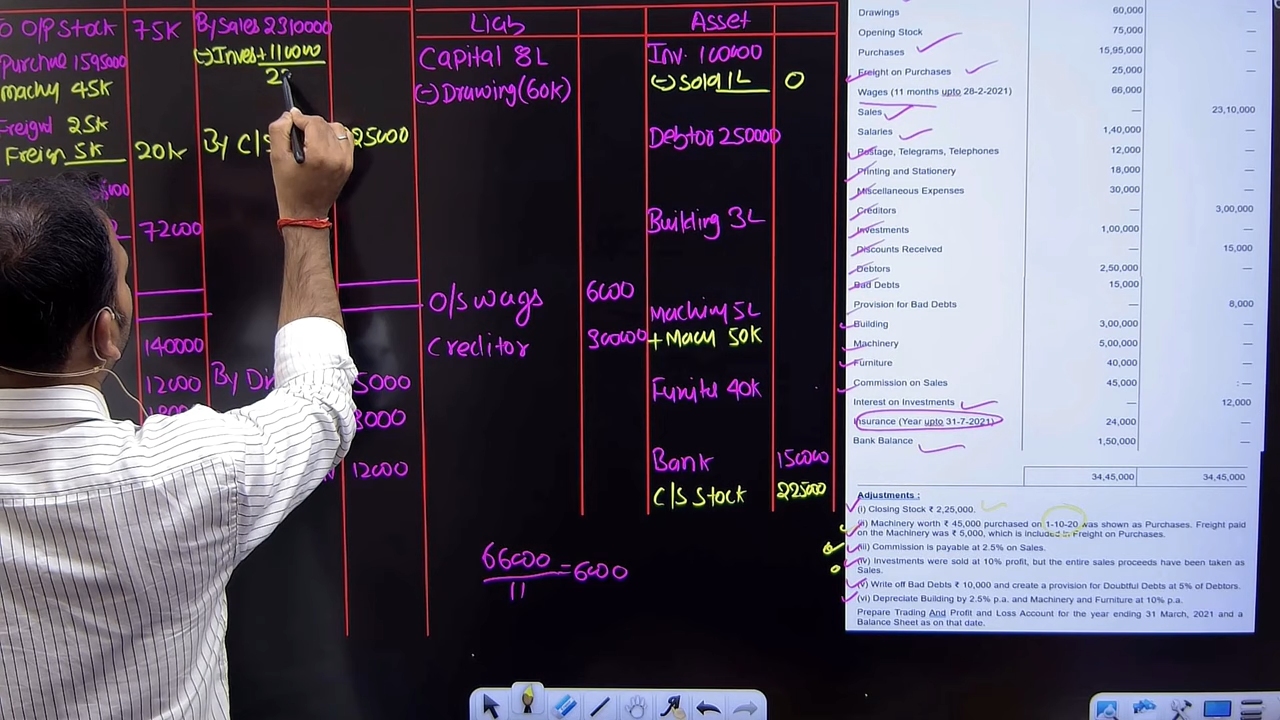 O/P Stock 75K By Sales 2310000
Purchase 1595000 (-) Inves + 110000
22
Machy 45K
Freignt 25K
Freign 5K 20K By C/S 25000
72000
140000
12000 By Di 5000
3000
12000
Liab Asset
Capital 8L Inv. 100000
(-) Drawing (60K) (-) Sold 1L 0
Debtor 250000
Building 3L
O/S wags 6000 Machiny 5L
Creditor 300000 + Mach 50K
Funite 40K
Bank 150000
C/S Stock 225000
66000
11
= 6000
Drawings 60,000 —
Opening Stock 75,000 —
Purchases 15,95,000 —
Freight on Purchases 25,000 —
Wages (11 months upto 28-2-2021) 66,000 —
Sales — 23,10,000
Salaries 1,40,000 —
Postage, Telegrams, Telephones 12,000 —
Printing and Stationery 18,000 —
Miscellaneous Expenses 30,000 —
Creditors — 3,00,000
Investments 1,00,000 —
Discounts Received — 15,000
Debtors 2,50,000 —
Bad Debts 15,000 —
Provision for Bad Debts — 8,000
Building 3,00,000 —
Machinery 5,00,000 —
Furniture 40,000 —
Commission on Sales 45,000 —
Interest on Investments — 12,000
Insurance (Year upto 31-7-2021) 24,000 —
Bank Balance 1,50,000 —
34,45,000 34,45,000
Adjustments :
(i) Closing Stock ₹ 2,25,000.
(ii) Machinery worth ₹ 45,000 purchased on 1-10-20 was shown as Purchases. Freight paid
on the Machinery was ₹ 5,000, which is included in Freight on Purchases.
(iii) Commission is payable at 2.5% on Sales.
(iv) Investments were sold at 10% profit, but the entire sales proceeds have been taken as
Sales.
(v) Write off Bad Debts ₹ 10,000 and create a provision for Doubtful Debts at 5% of Debtors.
(vi) Depreciate Building by 2.5% p.a. and Machinery and Furniture at 10% p.a.
Prepare Trading And Profit and Loss Account for the year ending 31 March, 2021 and a
Balance Sheet as on that date.